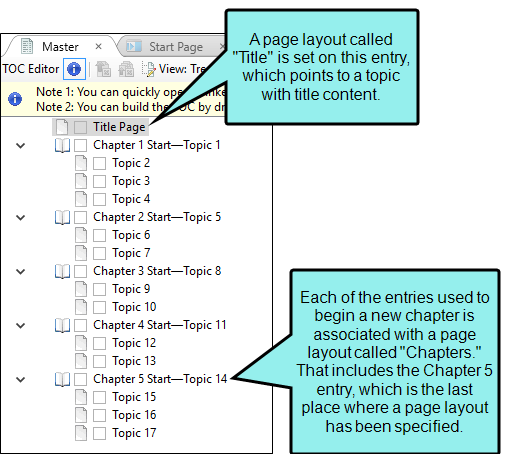 Master × Start Page ×
TOC Editor View: Tre
Note 1: You can quickly op
Note 2: You can build the TOC by dr
Title Page
Chapter 1 Start—Topic 1
Topic 2
Topic 3
Topic 4
Chapter 2 Start—Topic 5
Topic 6
Topic 7
Chapter 3 Start—Topic 8
Topic 9
Topic 10
Chapter 4 Start—Topic 11
Topic 12
Topic 13
Chapter 5 Start—Topic 14
Topic 15
Topic 16
Topic 17
A page layout called
"Title" is set on this entry,
which points to a topic
with title content.
Each of the entries used to
begin a new chapter is
associated with a page
layout called "Chapters."
That includes the Chapter 5
entry, which is the last
place where a page layout
has been specified.